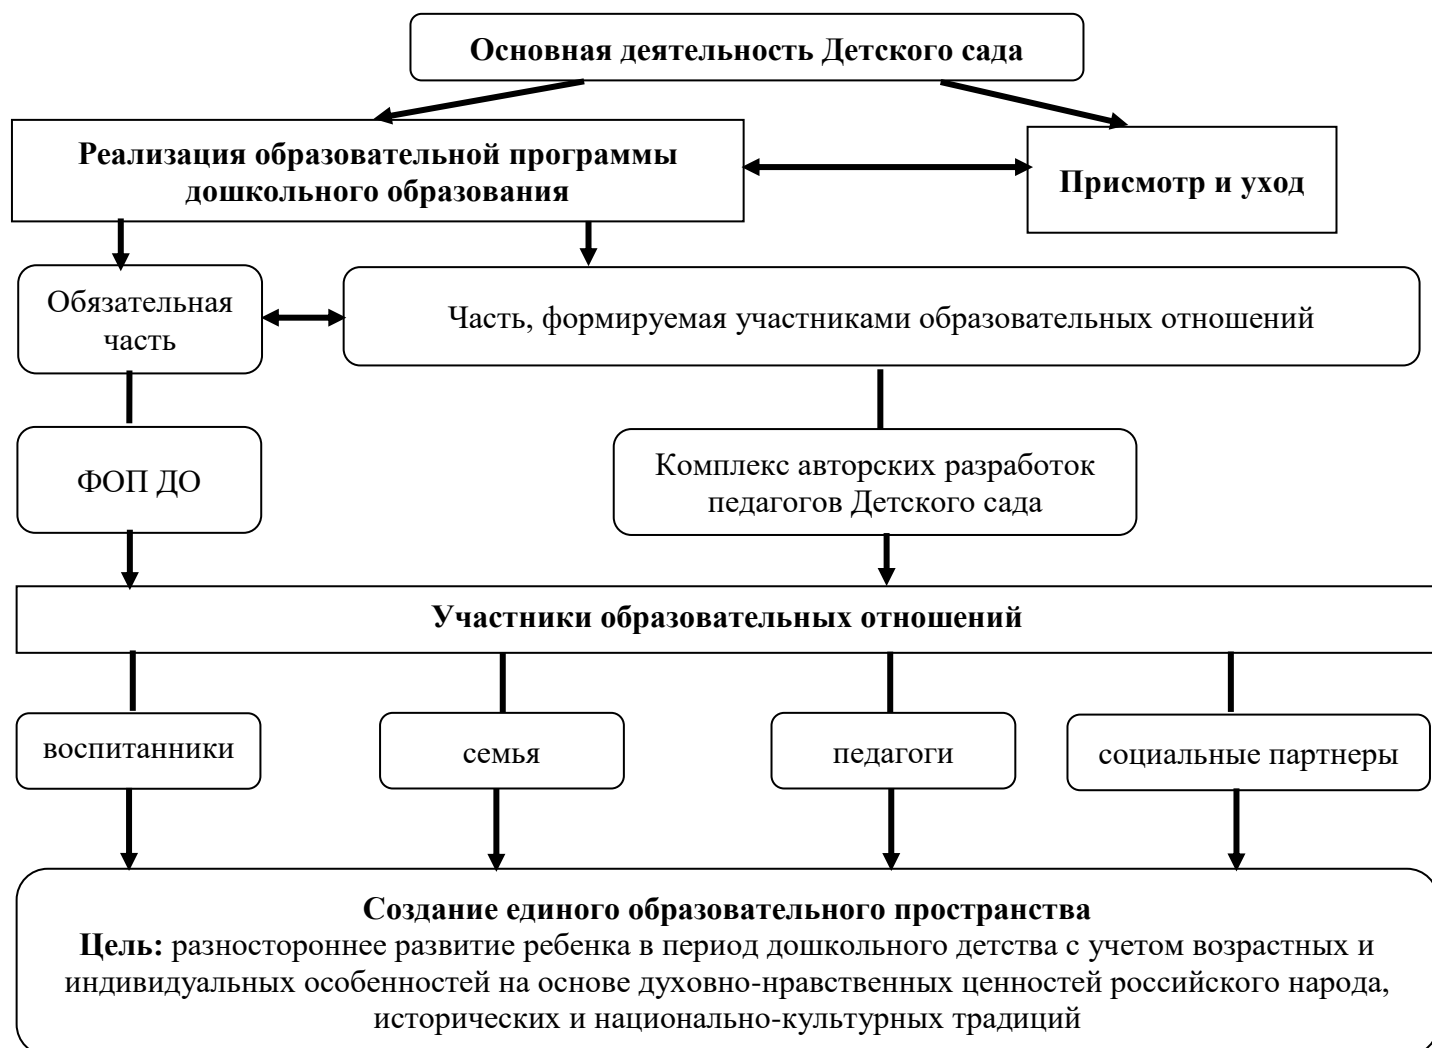 Основная деятельность Детского сада
Реализация образовательной программы
дошкольного образования
Присмотр и уход
Обязательная
часть
Часть, формируемая участниками образовательных отношений
ФОП ДО
Комплекс авторских разработок
педагогов Детского сада
Участники образовательных отношений
воспитанники
семья
педагоги
социальные партнеры
Создание единого образовательного пространства
Цель: разностороннее развитие ребенка в период дошкольного детства с учетом возрастных и
индивидуальных особенностей на основе духовно-нравственных ценностей российского народа,
исторических и национально-культурных традиций